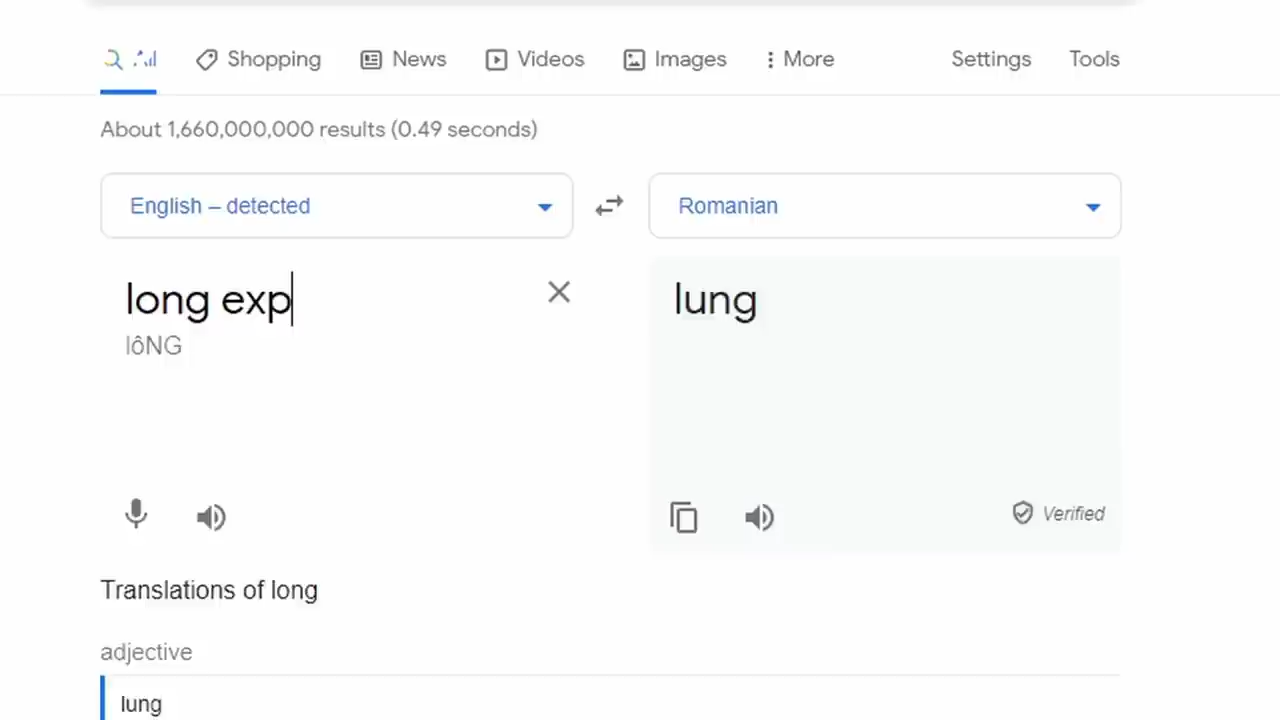 Shopping News Videos Images More Settings Tools
About 1,660,000,000 results (0.49 seconds)
English – detected Romanian
long exp lung
lôNG
Verified
Translations of long
adjective
lung